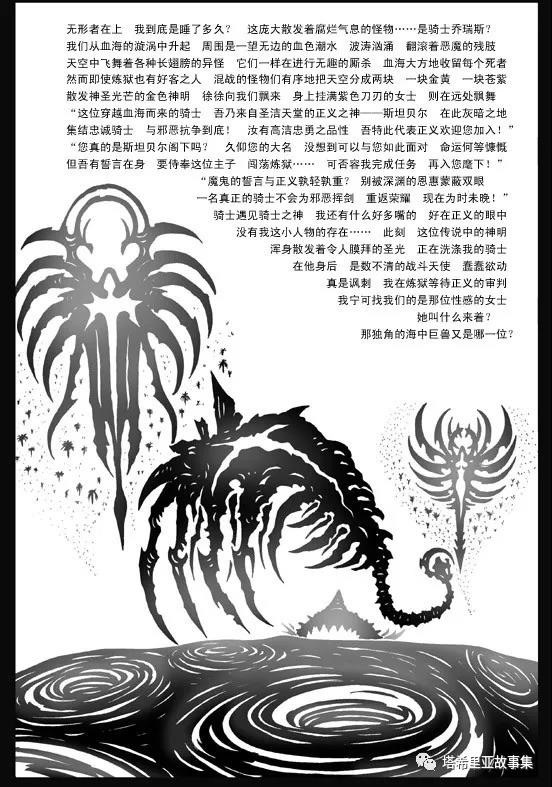 无形者在上　我到底是睡了多久？　这庞大散发着腐烂气息的怪物……是骑士乔瑞斯？
我们从血海的漩涡中升起　周围是一望无边的血色潮水　波涛汹涌　翻滚着恶魔的残肢
天空中飞舞着各种长翅膀的异怪　它们一样在进行无趣的厮杀　血海大方地收留每个死者
然而即使炼狱也有好客之人　混战的怪物们有序地把天空分成两块　一块金黄　一块苍紫
散发神圣光芒的金色神明　徐徐向我们飘来　身上挂满紫色刀刃的女士　则在远处飘舞
“这位穿越血海而来的骑士　吾乃来自圣洁天堂的正义之神——斯坦贝尔　在此灰暗之地
集结忠诚骑士　与邪恶抗争到底！　汝有高洁忠勇之品性　吾特此代表正义欢迎您加入！”
“您真的是斯坦贝尔阁下吗？　久仰您的大名　没想到可以与您如此面对　命运何等慷慨
但吾有誓言在身　要侍奉这位主子　闯荡炼狱……　可否容我完成任务　再入您麾下！”
“魔鬼的誓言与正义孰轻孰重？　别被深渊的恩惠蒙蔽双眼
一名真正的骑士不会为邪恶挥剑　重返荣耀　现在为时未晚！”
骑士遇见骑士之神　我还有什么好多嘴的　好在正义的眼中
没有我这小人物的存在……　此刻　这位传说中的神明
浑身散发着令人膜拜的圣光　正在洗涤我的骑士
在他身后　是数不清的战斗天使　蠢蠢欲动
真是讽刺　我在炼狱等待正义的审判
我宁可找我们的是那位性感的女士
她叫什么来着？
那独角的海中巨兽又是哪一位？
塔希里亚故事集